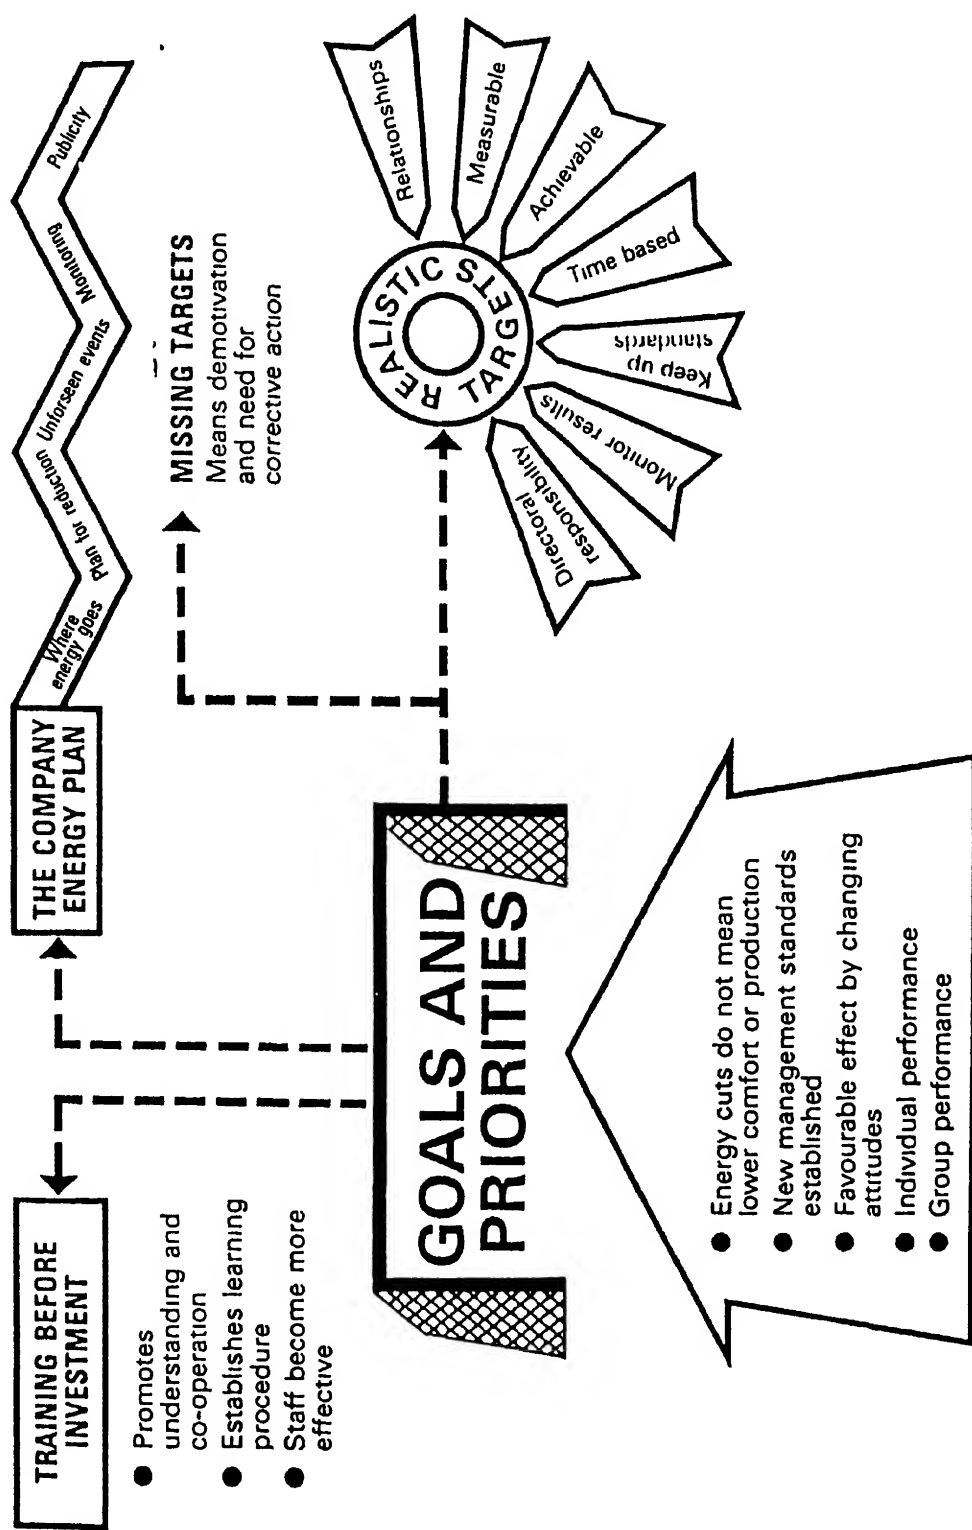 TRAINING BEFORE
INVESTMENT
● Promotes
understanding and
co-operation
● Establishes learning
procedure
● Staff become more
effective
THE COMPANY
ENERGY PLAN
Where
energy goes
Plan for reduction
Unforseen events
Monitoring
Publicity
MISSING TARGETS
Means demotivation
and need for
corrective action
GOALS AND
PRIORITIES
REALISTIC
TARGETS
Relationships
Measurable
Achievable
Time based
Keep up
standards
Monitor results
Directoral
responsibility
● Energy cuts do not mean
lower comfort or production
● New management standards
established
● Favourable effect by changing
attitudes
● Individual performance
● Group performance